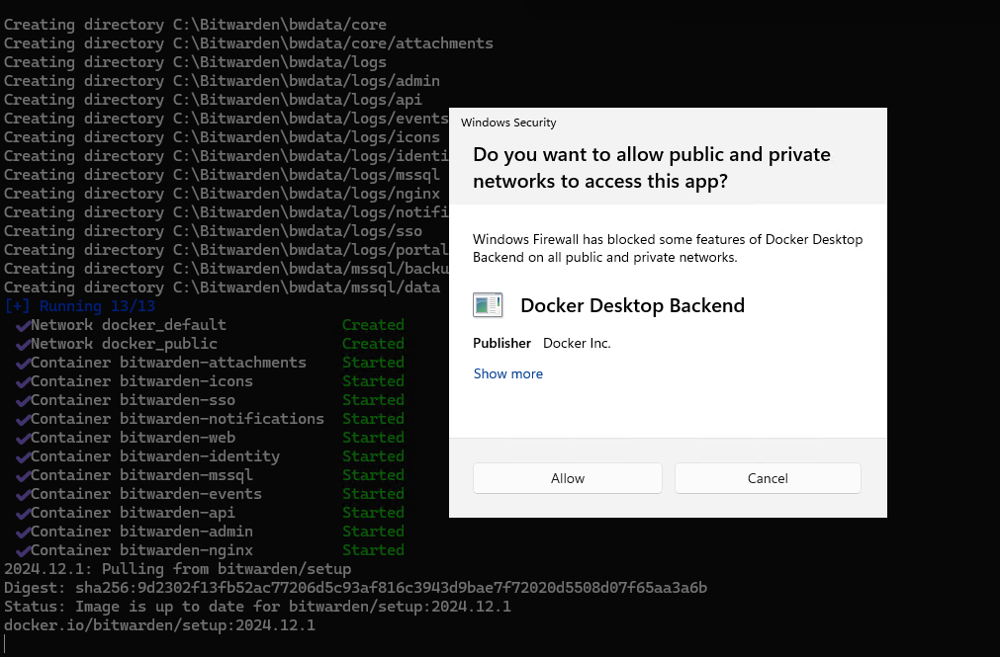 Creating directory C:\Bitwarden\bwdata/core
Creating directory C:\Bitwarden\bwdata/core/attachments
Creating directory C:\Bitwarden\bwdata/logs
Creating directory C:\Bitwarden\bwdata/logs/admin
Creating directory C:\Bitwarden\bwdata/logs/api
Creating directory C:\Bitwarden\bwdata/logs/events
Creating directory C:\Bitwarden\bwdata/logs/icons
Creating directory C:\Bitwarden\bwdata/logs/identi
Creating directory C:\Bitwarden\bwdata/logs/mssql
Creating directory C:\Bitwarden\bwdata/logs/nginx
Creating directory C:\Bitwarden\bwdata/logs/notifi
Creating directory C:\Bitwarden\bwdata/logs/sso
Creating directory C:\Bitwarden\bwdata/logs/portal
Creating directory C:\Bitwarden\bwdata/mssql/backu
Creating directory C:\Bitwarden\bwdata/mssql/data
[+] Running 13/13
✔Network docker_default Created
✔Network docker_public Created
✔Container bitwarden-attachments Started
✔Container bitwarden-icons Started
✔Container bitwarden-sso Started
✔Container bitwarden-notifications Started
✔Container bitwarden-web Started
✔Container bitwarden-identity Started
✔Container bitwarden-mssql Started
✔Container bitwarden-events Started
✔Container bitwarden-api Started
✔Container bitwarden-admin Started
✔Container bitwarden-nginx Started
2024.12.1: Pulling from bitwarden/setup
Digest: sha256:9d2302f13fb52ac77206d5c93af816c3943d9bae7f72020d5508d07f65aa3a6b
Status: Image is up to date for bitwarden/setup:2024.12.1
docker.io/bitwarden/setup:2024.12.1
Windows Security
Do you want to allow public and private
networks to access this app?
Windows Firewall has blocked some features of Docker Desktop
Backend on all public and private networks.
Docker Desktop Backend
Publisher Docker Inc.
Show more
Allow
Cancel